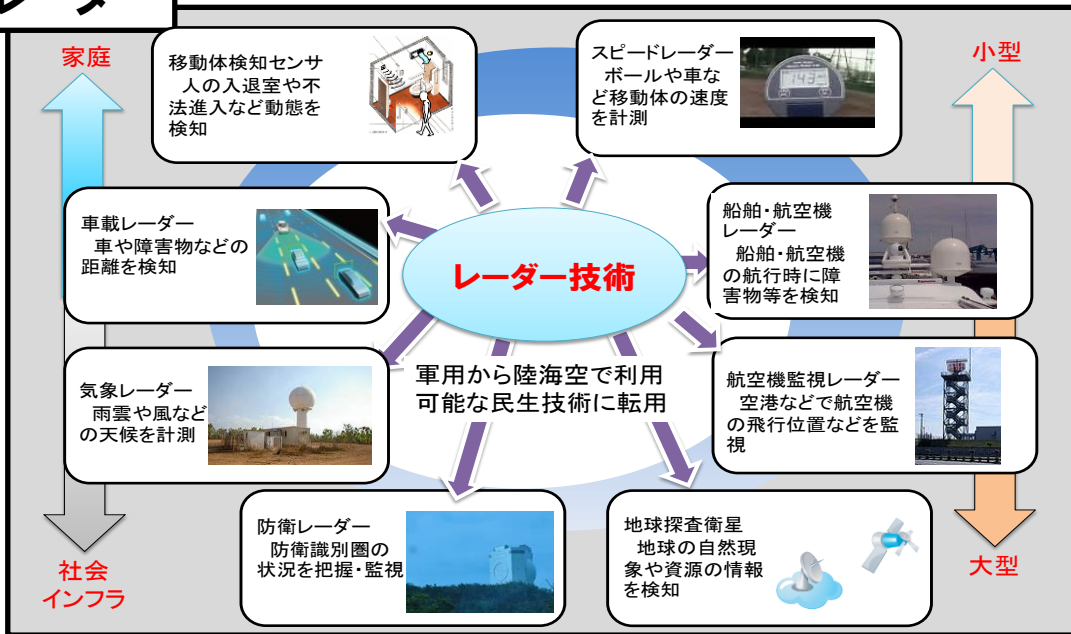 レーダー
家庭
小型
移動体検知センサ
人の入退室や不
法進入など動態を
検知
スピードレーダー
ボールや車な
ど移動体の速度
を計測
143
車載レーダー
車や障害物などの
距離を検知
レーダー技術
船舶・航空機
レーダー
船舶・航空機
の航行時に障
害物等を検知
軍用から陸海空で利用
可能な民生技術に転用
気象レーダー
雨雲や風など
の天候を計測
航空機監視レーダー
空港などで航空機
の飛行位置などを監
視
防衛レーダー
防衛識別圏の
状況を把握・監視
地球探査衛星
地球の自然現
象や資源の情報
を検知
社会
インフラ
大型